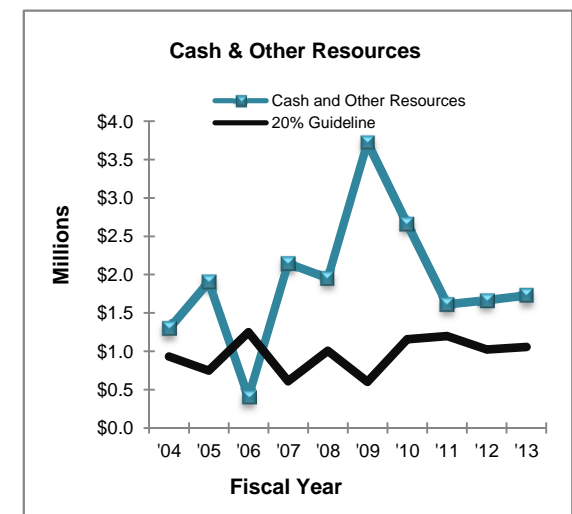 Cash & Other Resources
Cash and Other Resources
20% Guideline
$4.0
$3.5
$3.0
$2.5
$2.0
$1.5
$1.0
$0.5
$0.0
Millions
'04 '05 '06 '07 '08 '09 '10 '11 '12 '13
Fiscal Year